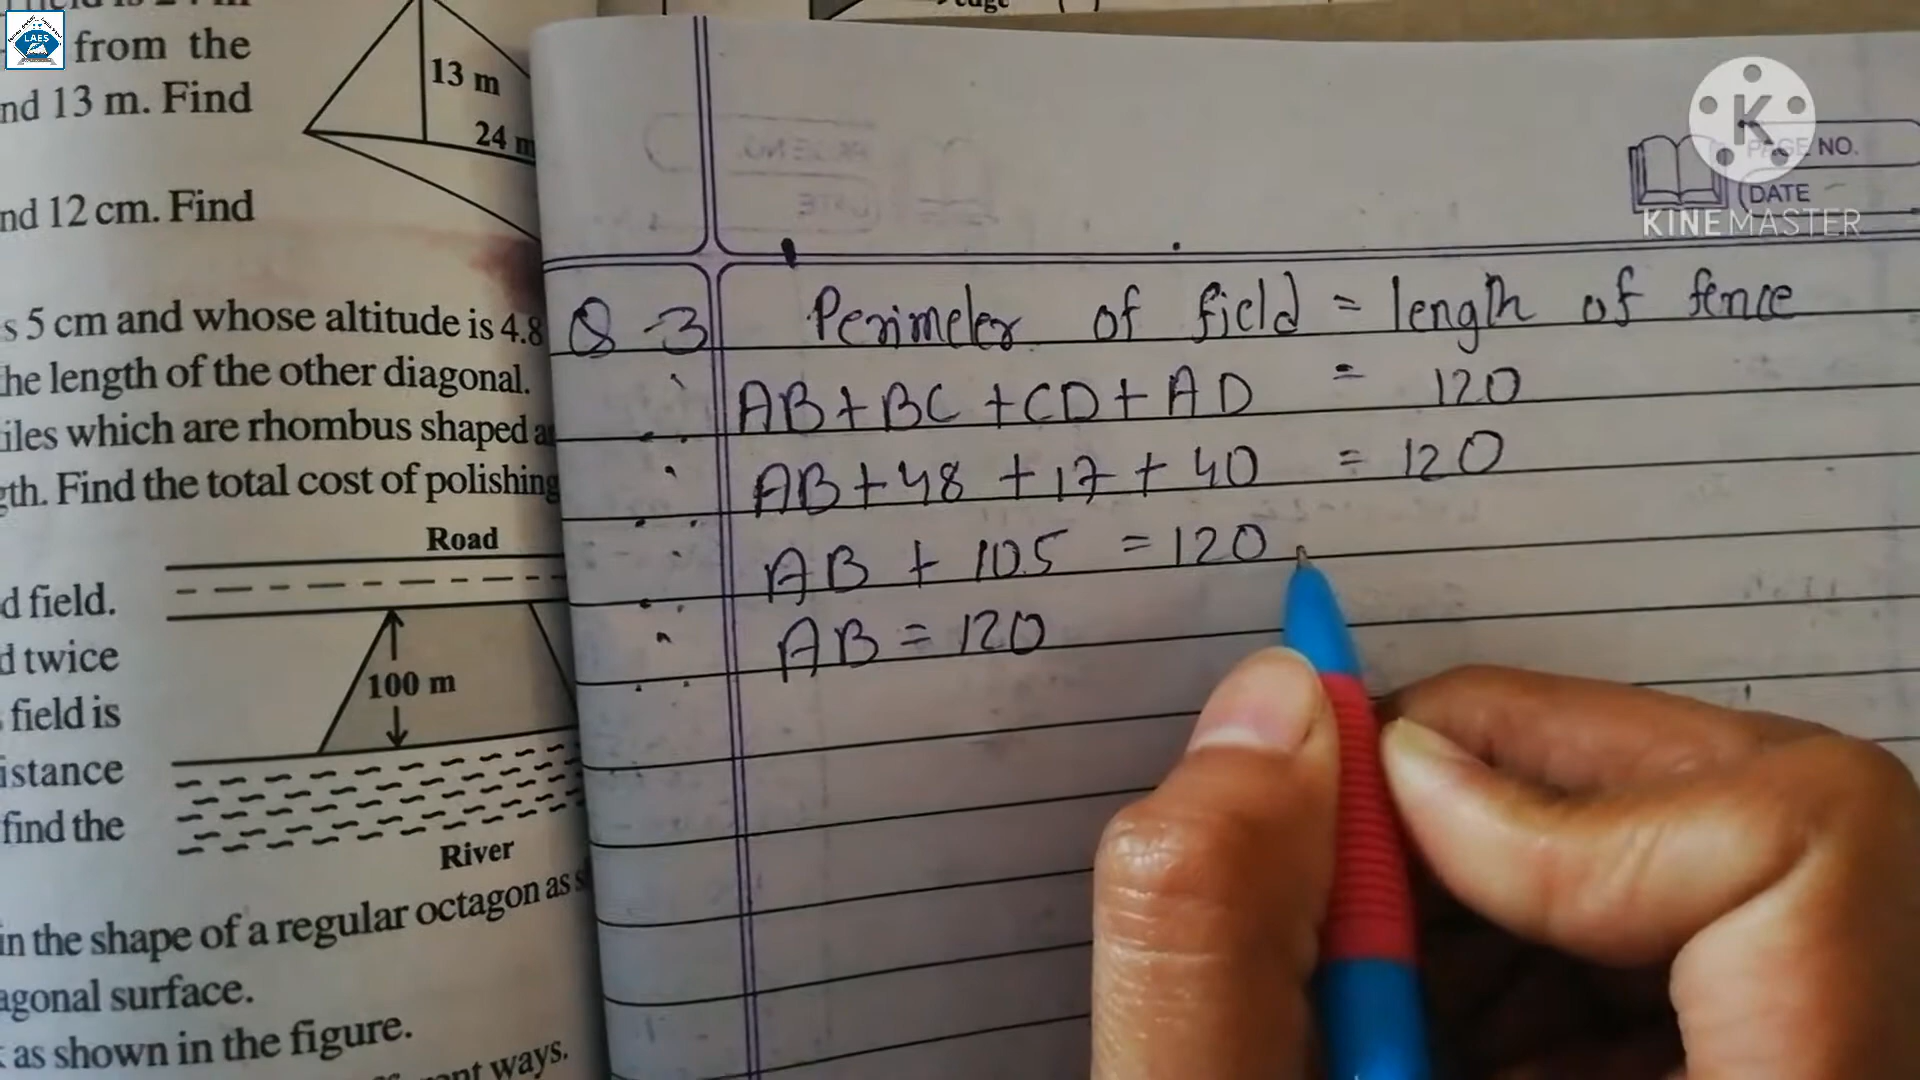 LAES
from the
nd 13 m. Find
13 m
24 m
nd 12 cm. Find
s 5 cm and whose altitude is 4.8
he length of the other diagonal.
iles which are rhombus shaped a
gth. Find the total cost of polishing
Road
d field.
d twice
100 m
field is
istance
find the
River
in the shape of a regular octagon as s
agonal surface.
as shown in the figure.
ways.
PAGE NO.
DATE
K
KINEMASTER
Q-3 Perimeter of field = length of fence
AB+BC+CD+AD = 120
AB+48+17+40 = 120
AB + 105 = 120
AB = 120